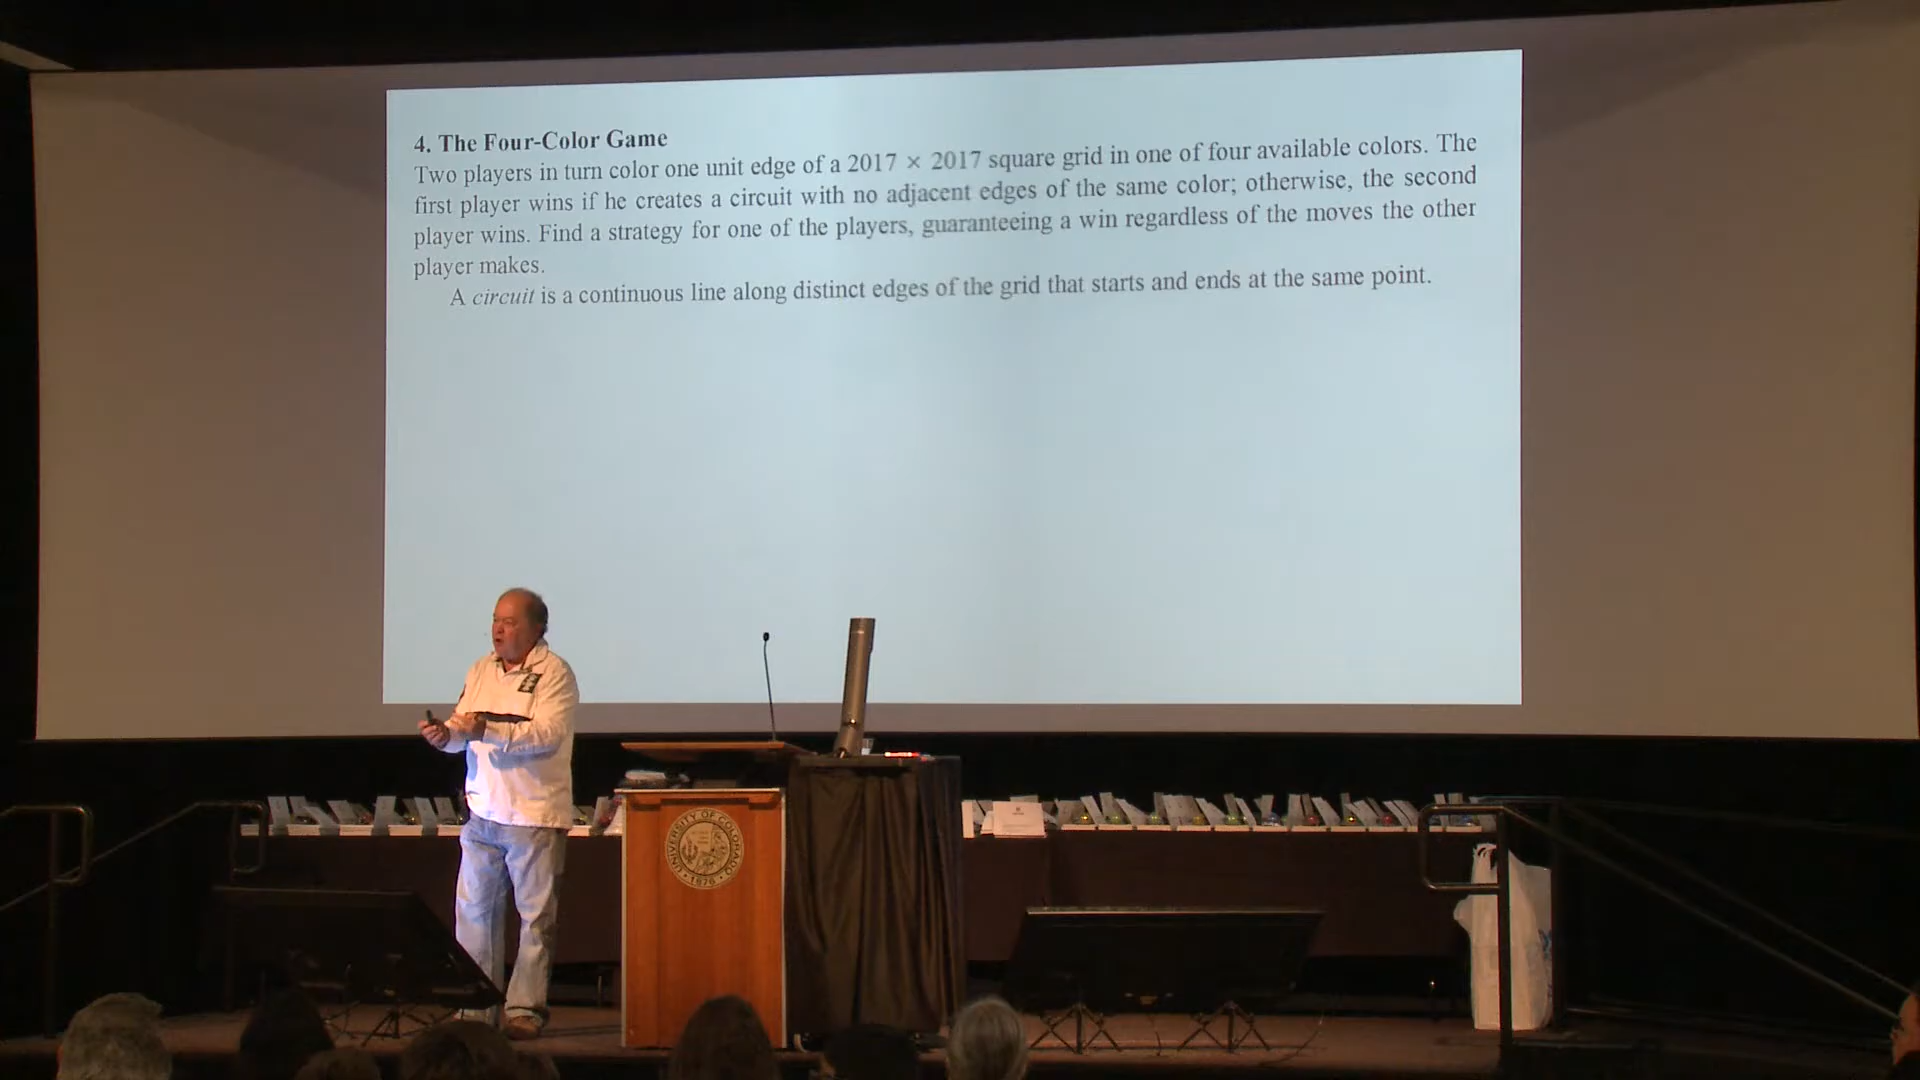 4. The Four-Color Game
Two players in turn color one unit edge of a 2017 × 2017 square grid in one of four available colors. The
first player wins if he creates a circuit with no adjacent edges of the same color; otherwise, the second
player wins. Find a strategy for one of the players, guaranteeing a win regardless of the moves the other
player makes.
A circuit is a continuous line along distinct edges of the grid that starts and ends at the same point.
UNIVERSITY OF COLORADO
1876